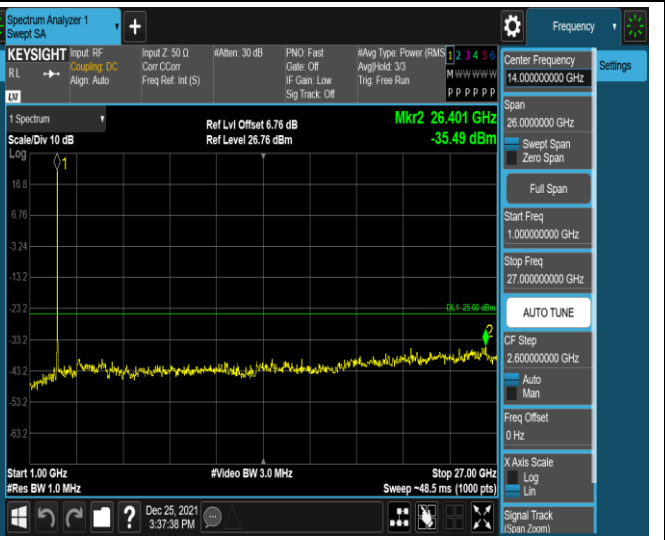 Spectrum Analyzer 1
Swept SA
Frequency
KEYSIGHT
RL
LXI
Input: RF
Coupling: DC
Align: Auto
Input Z: 50 Ω
Corr CCorr
Freq Ref: Int (S)
#Atten: 30 dB
PNO: Fast
Gate: Off
IF Gain: Low
Sig Track: Off
#Avg Type: Power (RMS
Avg|Hold: 3/3
Trig: Free Run
1 2 3 4 5 6
M W W W W W
P P P P P P
Settings
1 Spectrum
Scale/Div 10 dB
Log
Ref Lvl Offset 6.76 dB
Ref Level 26.76 dBm
Mkr2 26.401 GHz
-35.49 dBm
1
16.8
6.76
-3.24
-13.2
-23.2
-33.2
-43.2
-53.2
-63.2
DL1 -25.00 dBm
2
Start 1.00 GHz
#Res BW 1.0 MHz
#Video BW 3.0 MHz
Stop 27.00 GHz
Sweep ~48.5 ms (1000 pts)
Center Frequency
14.000000000 GHz
Span
26.0000000 GHz
Swept Span
Zero Span
Full Span
Start Freq
1.000000000 GHz
Stop Freq
27.000000000 GHz
AUTO TUNE
CF Step
2.600000000 GHz
Auto
Man
Freq Offset
0 Hz
X Axis Scale
Log
Lin
Signal Track
(Span Zoom)
?
Dec 25, 2021
3:37:38 PM